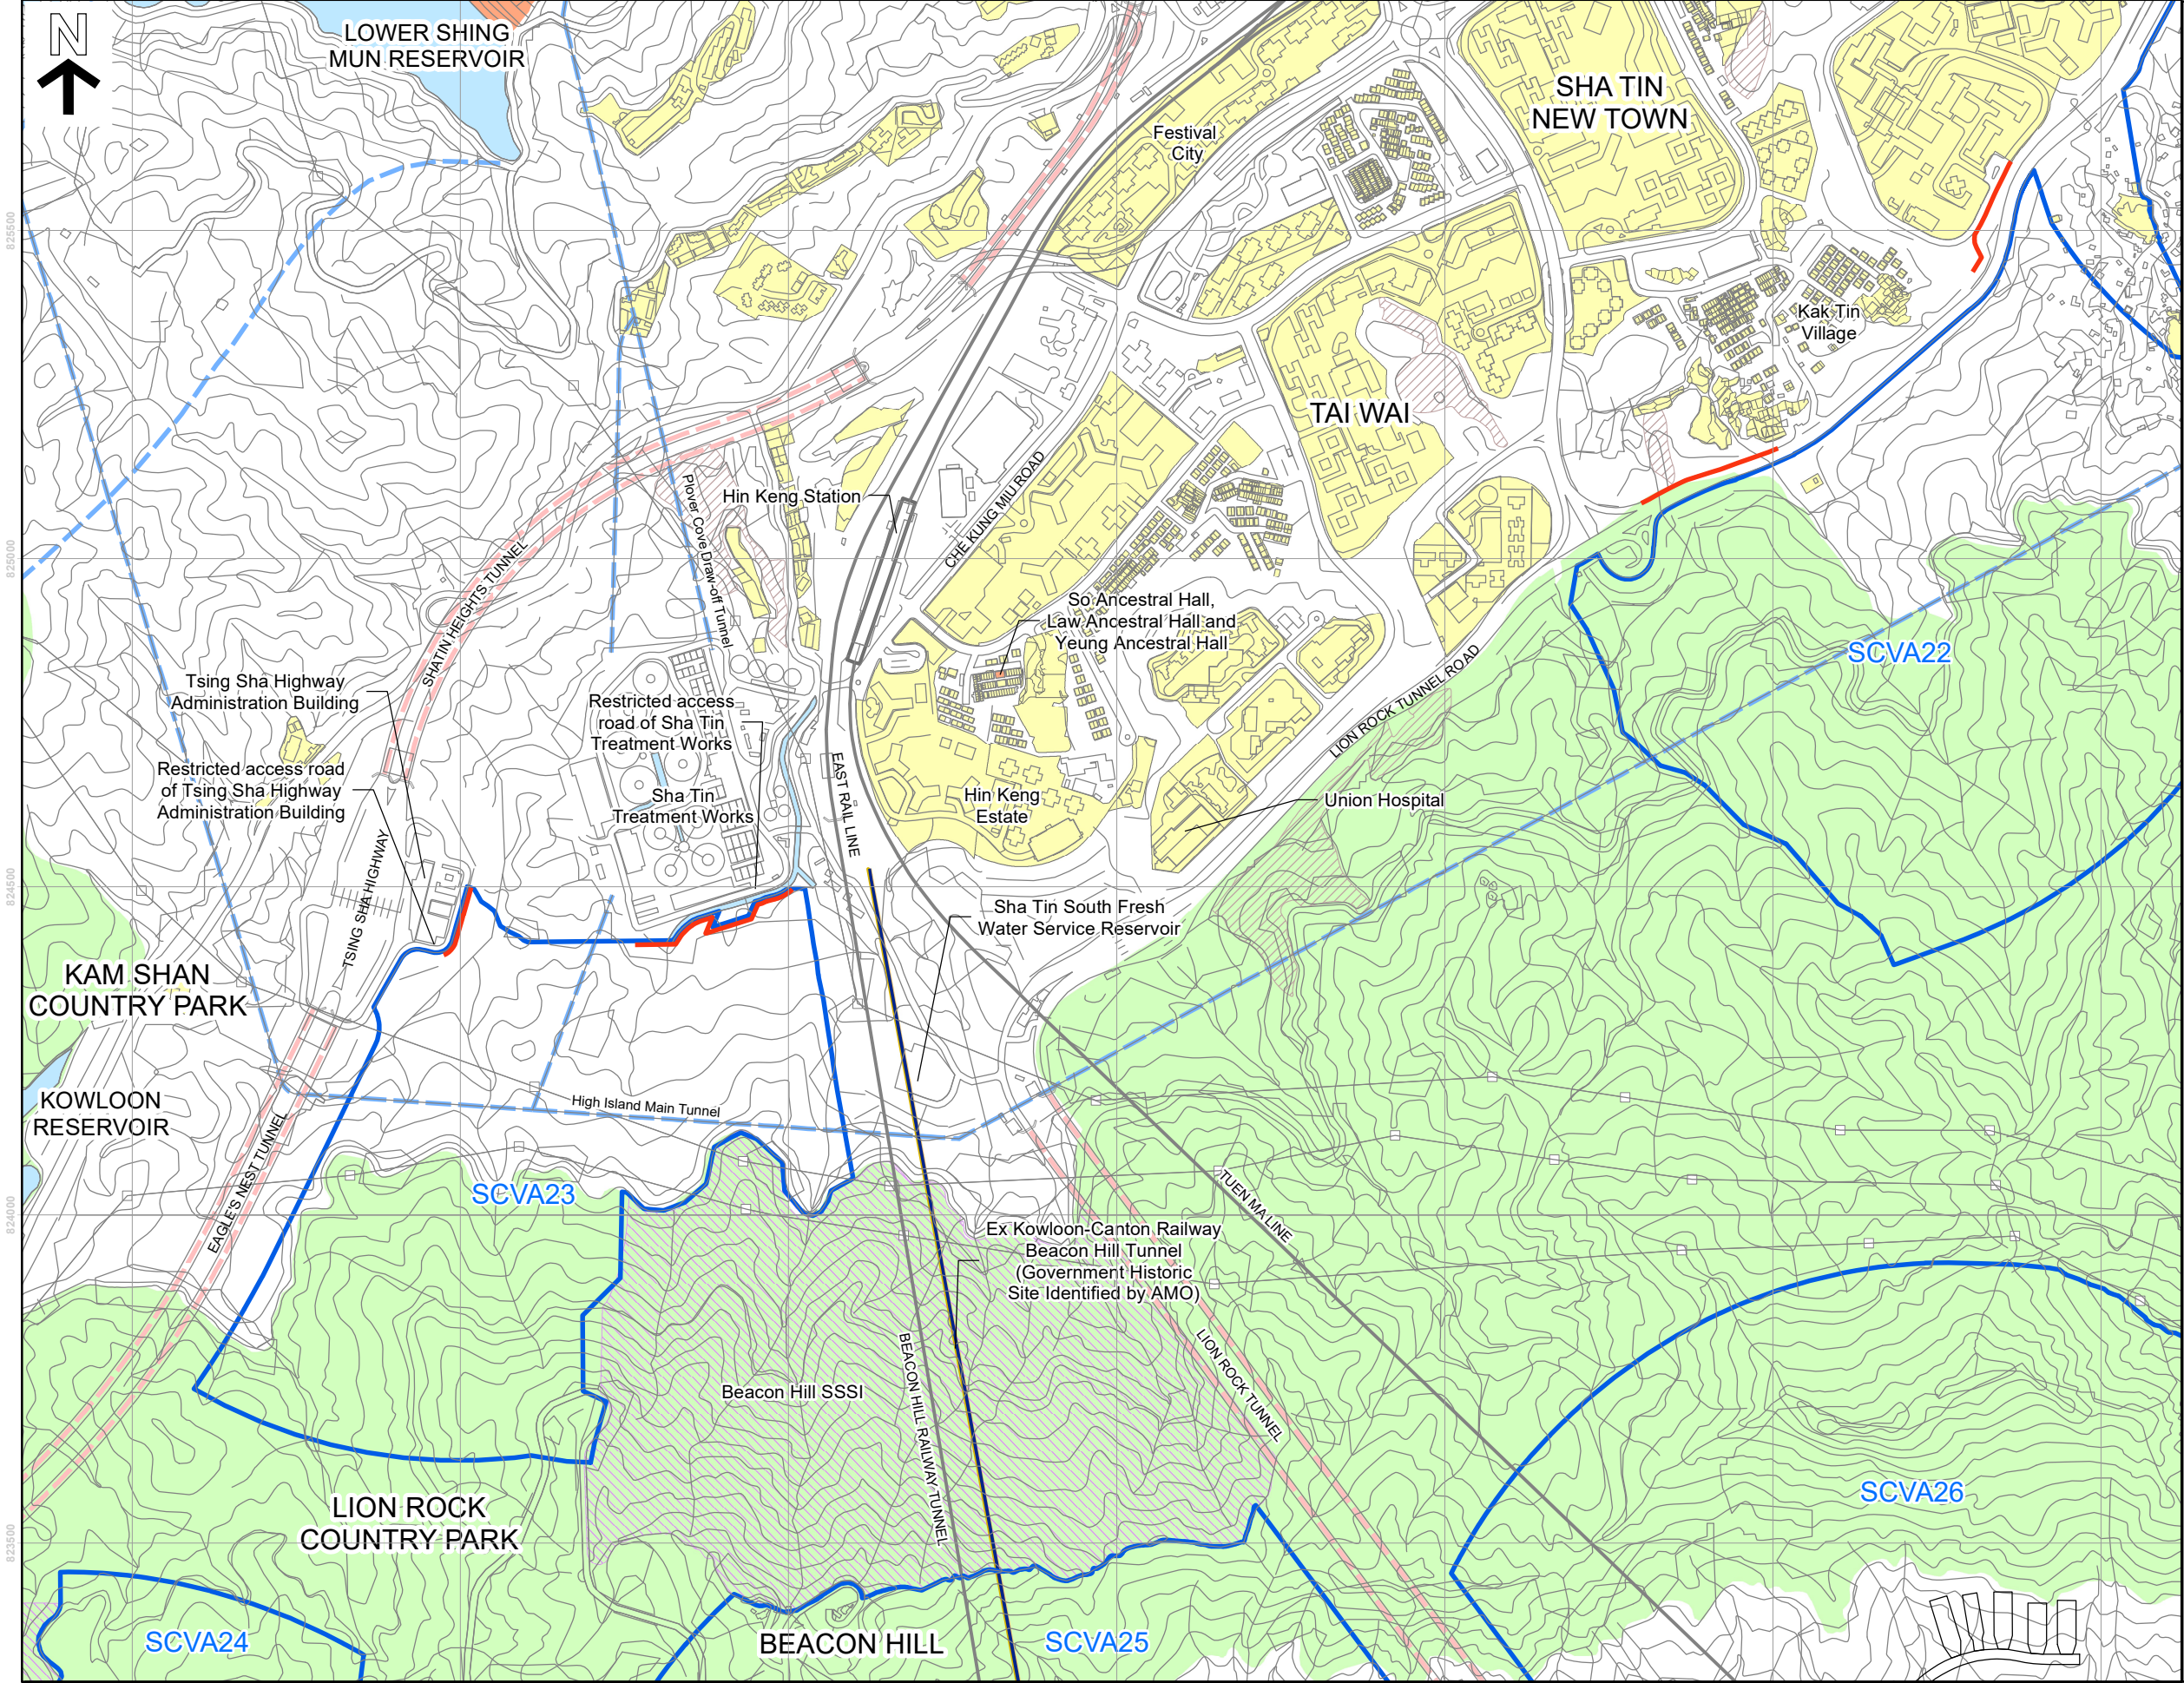 N
LOWER SHING
MUN RESERVOIR
SHA TIN
NEW TOWN
Festival
City
825500
Kak Tin
Village
TAI WAI
Hin Keng Station
Plover Cove Draw-off Tunnel
CHE KUNG MIU ROAD
825000
SHATIN HEIGHTS TUNNEL
So Ancestral Hall,
Law Ancestral Hall and
Yeung Ancestral Hall
SCVA22
Tsing Sha Highway
Administration Building
Restricted access
road of Sha Tin
Treatment Works
LION ROCK TUNNEL ROAD
Restricted access road
of Tsing Sha Highway
Administration Building
Sha Tin
Treatment Works
EAST RAIL LINE
Hin Keng
Estate
Union Hospital
824500
TSING SHA HIGHWAY
Sha Tin South Fresh
Water Service Reservoir
KAM SHAN
COUNTRY PARK
KOWLOON
RESERVOIR
High Island Main Tunnel
EAGLE'S NEST TUNNEL
SCVA23
824000
TUEN MA LINE
Ex Kowloon-Canton Railway
Beacon Hill Tunnel
(Government Historic
Site Identified by AMO)
Beacon Hill SSSI
BEACON HILL RAILWAY TUNNEL
LION ROCK TUNNEL
LION ROCK
COUNTRY PARK
SCVA26
823500
SCVA24
BEACON HILL
SCVA25